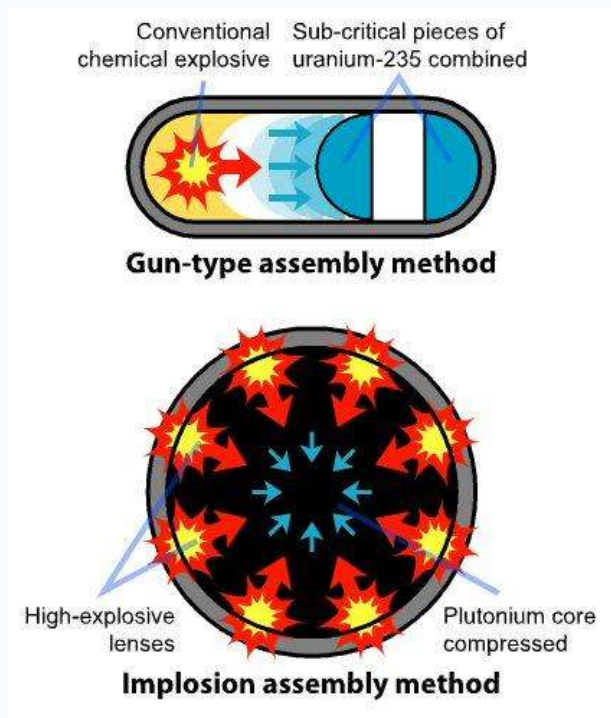 Conventional
chemical explosive
Sub-critical pieces of
uranium-235 combined
Gun-type assembly method
High-explosive
lenses
Plutonium core
compressed
Implosion assembly method